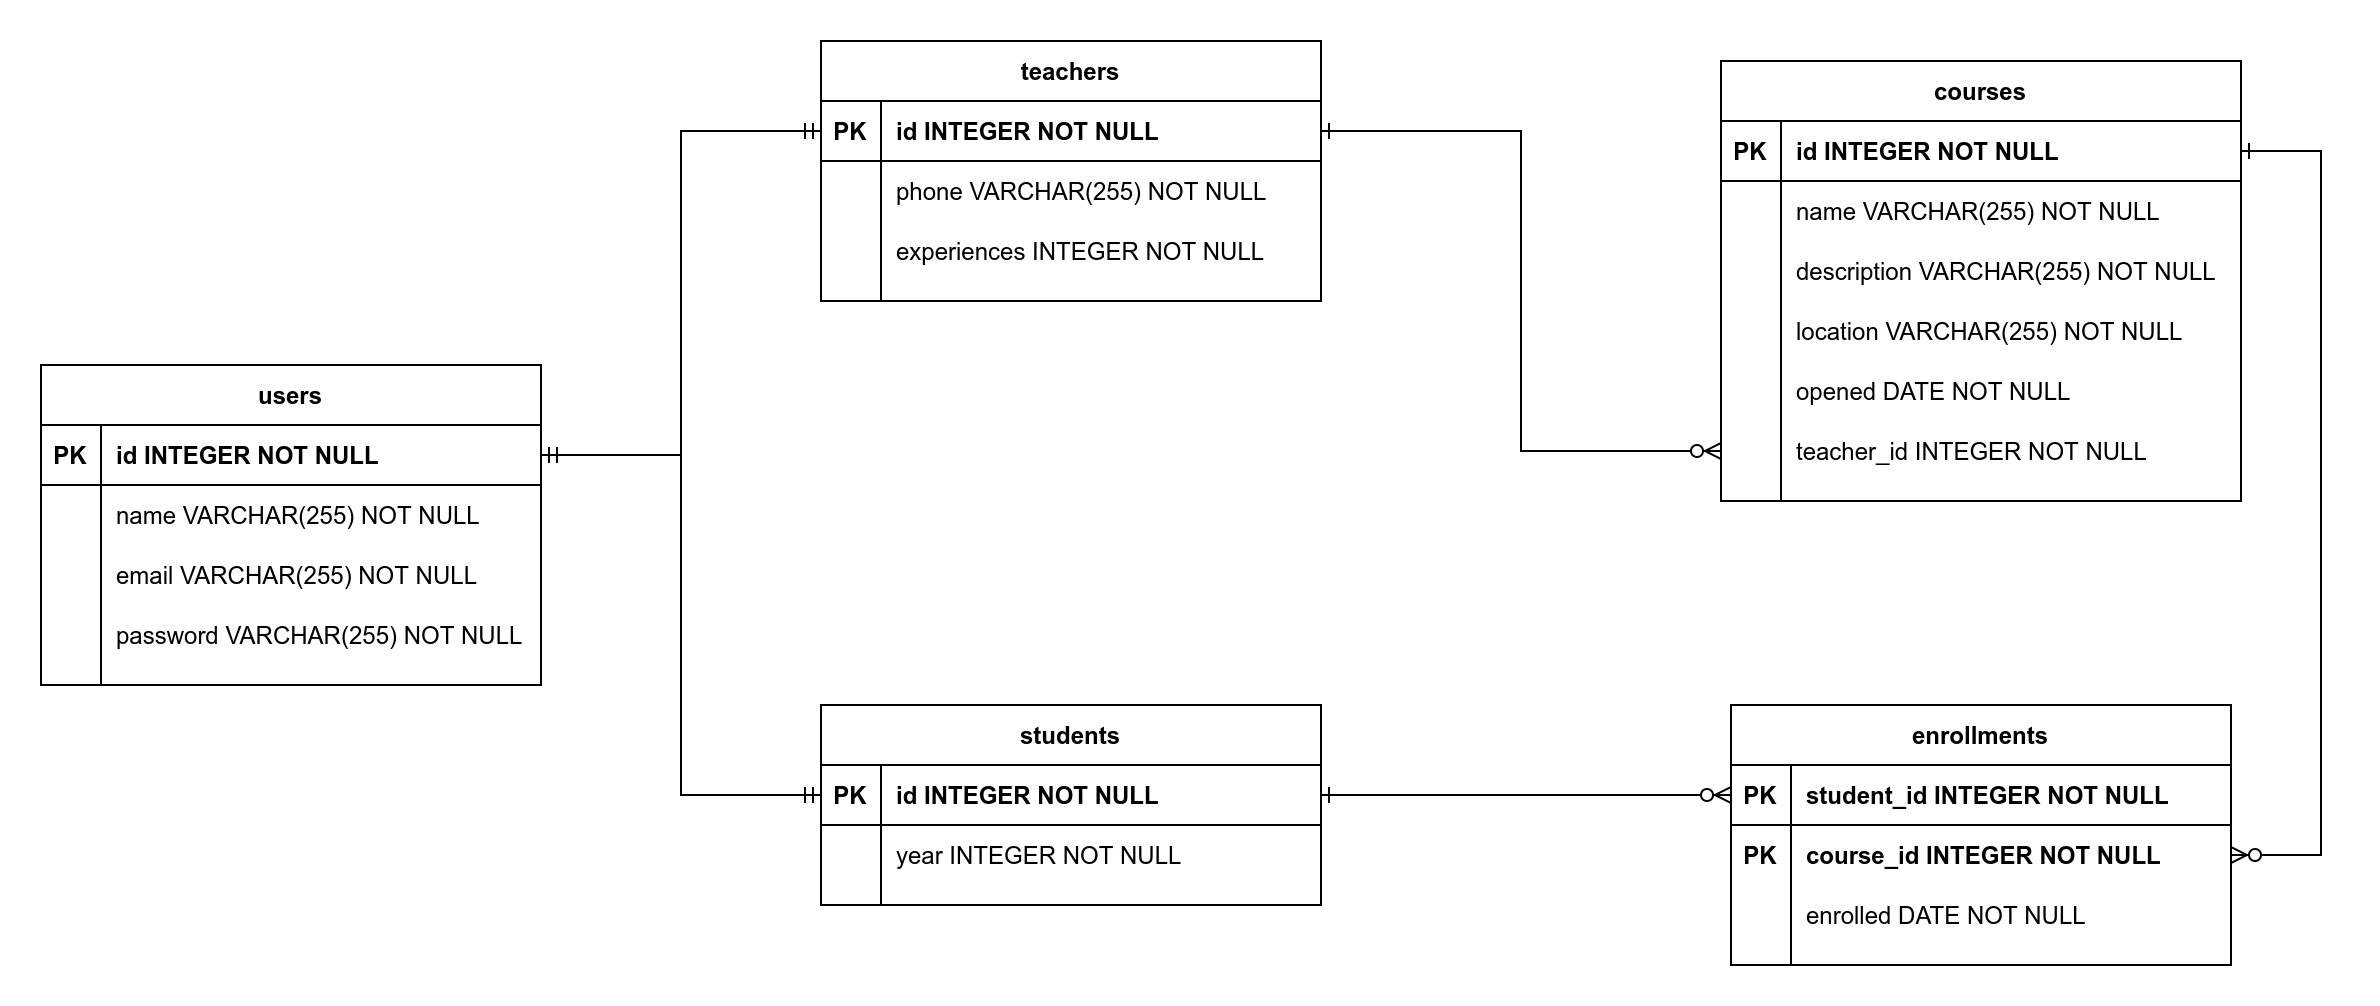 teachers
PK id INTEGER NOT NULL
phone VARCHAR(255) NOT NULL
experiences INTEGER NOT NULL
courses
PK id INTEGER NOT NULL
name VARCHAR(255) NOT NULL
description VARCHAR(255) NOT NULL
location VARCHAR(255) NOT NULL
opened DATE NOT NULL
teacher_id INTEGER NOT NULL
users
PK id INTEGER NOT NULL
name VARCHAR(255) NOT NULL
email VARCHAR(255) NOT NULL
password VARCHAR(255) NOT NULL
students
PK id INTEGER NOT NULL
year INTEGER NOT NULL
enrollments
PK student_id INTEGER NOT NULL
PK course_id INTEGER NOT NULL
enrolled DATE NOT NULL